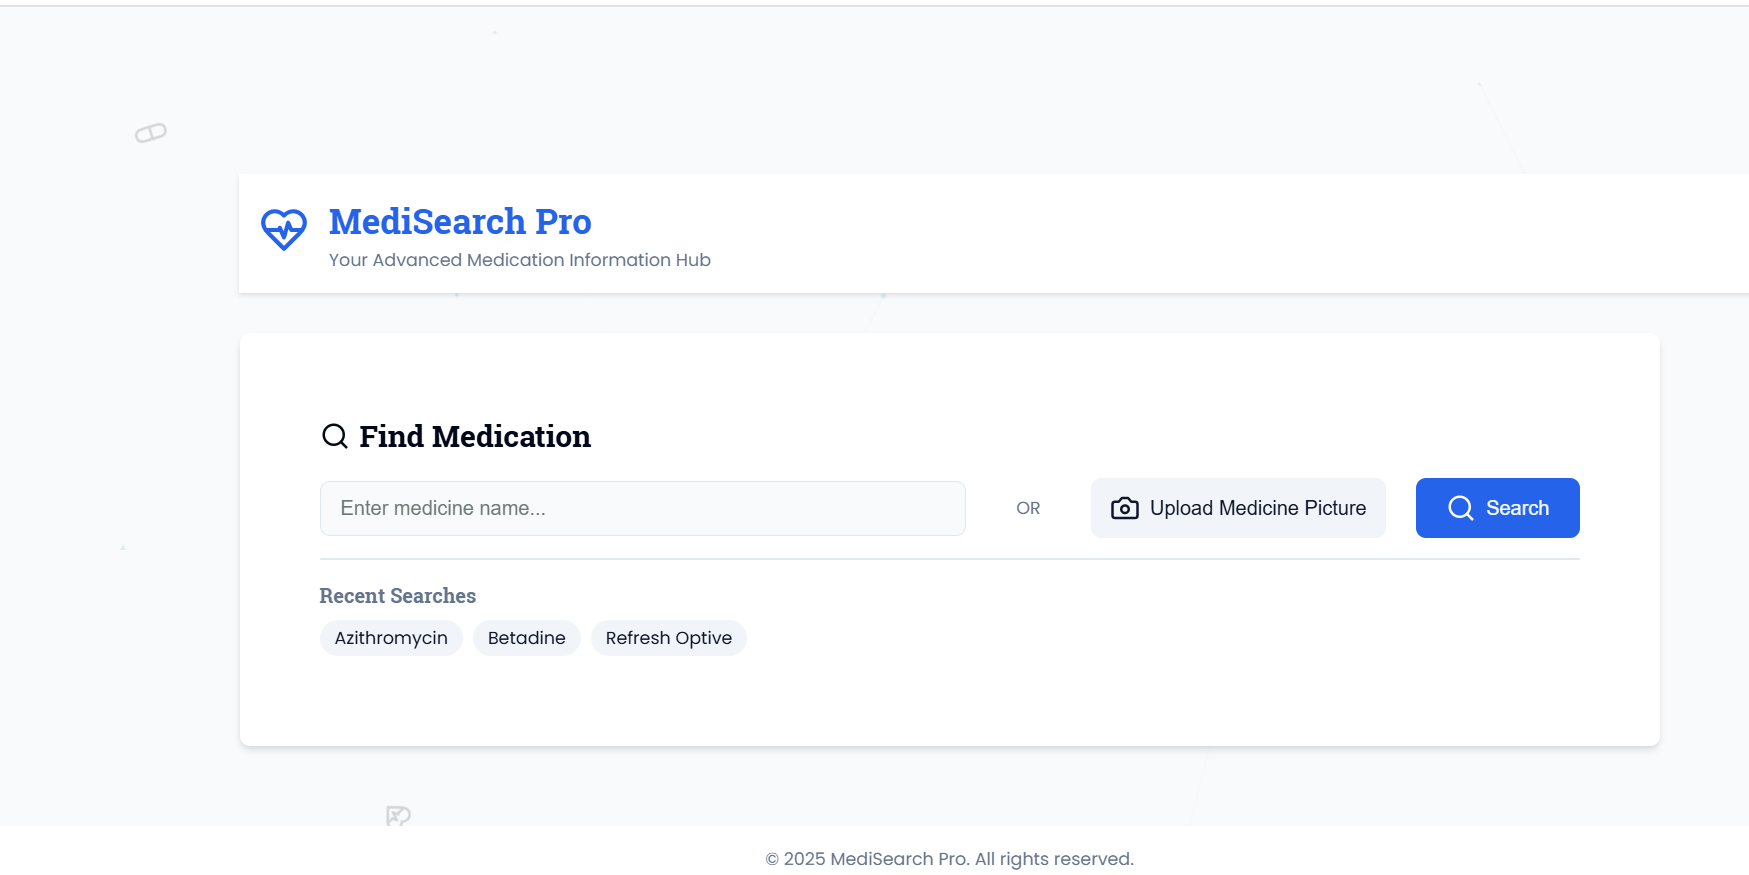 MediSearch Pro
Your Advanced Medication Information Hub
Find Medication
Enter medicine name...
OR
Upload Medicine Picture
Search
Recent Searches
Azithromycin
Betadine
Refresh Optive
© 2025 MediSearch Pro. All rights reserved.